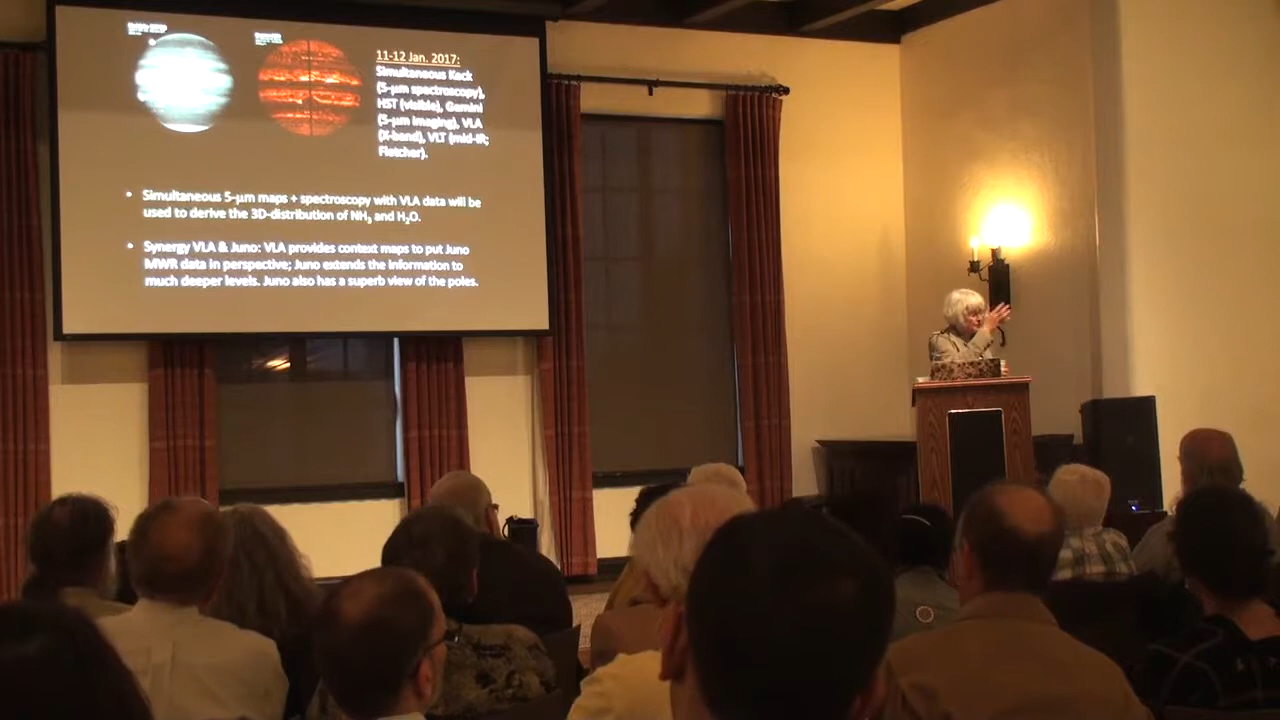 11-12 Jan. 2017:
Simultaneous Keck
(5-μm spectroscopy),
HST (visible), Gemini
(5-μm imaging), VLA
(X-band), VLT (mid-IR;
Fletcher).
• Simultaneous 5-μm maps + spectroscopy with VLA data will be
used to derive the 3D-distribution of NH₃ and H₂O.
• Synergy VLA & Juno: VLA provides context maps to put Juno
MWR data in perspective; Juno extends the information to
much deeper levels. Juno also has a superb view of the poles.